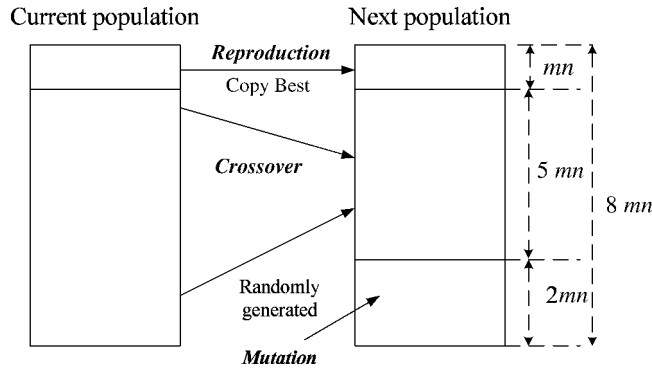 Current population
Next population
Reproduction
Copy Best
Crossover
Randomly
generated
Mutation
mn
5 mn
8 mn
2mn